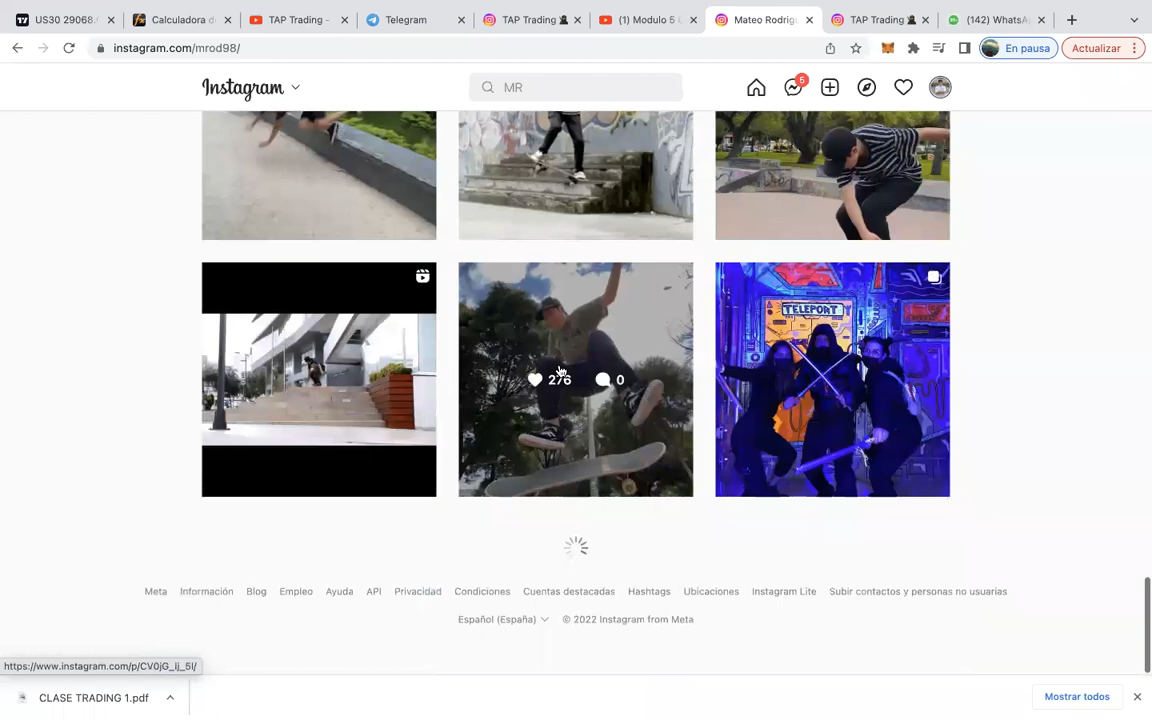 US30 29068.
Calculadora d
TAP Trading -
Telegram
TAP Trading
(1) Modulo 5
Mateo Rodrig
TAP Trading
(142) WhatsA
instagram.com/mrod98/
En pausa
Actualizar
Instagram
MR
5
TELEPORT
276
0
Meta
Información
Blog
Empleo
Ayuda
API
Privacidad
Condiciones
Cuentas destacadas
Hashtags
Ubicaciones
Instagram Lite
Subir contactos y personas no usuarias
Español (España)
© 2022 Instagram from Meta
https://www.instagram.com/p/CV0jG_lj_5l/
CLASE TRADING 1.pdf
Mostrar todos